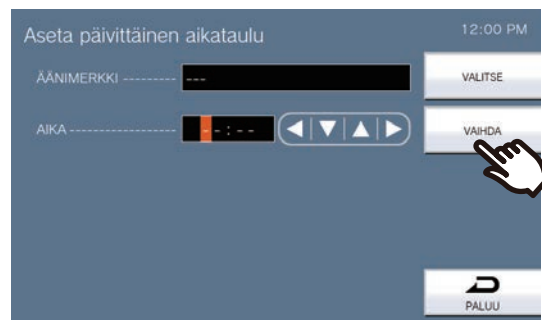 Aseta päivittäinen aikataulu 12:00 PM
ÄÄNIMERKKI --------- --- VALITSE
AIKA ------------------ --:-- VAIHDA
PALUU